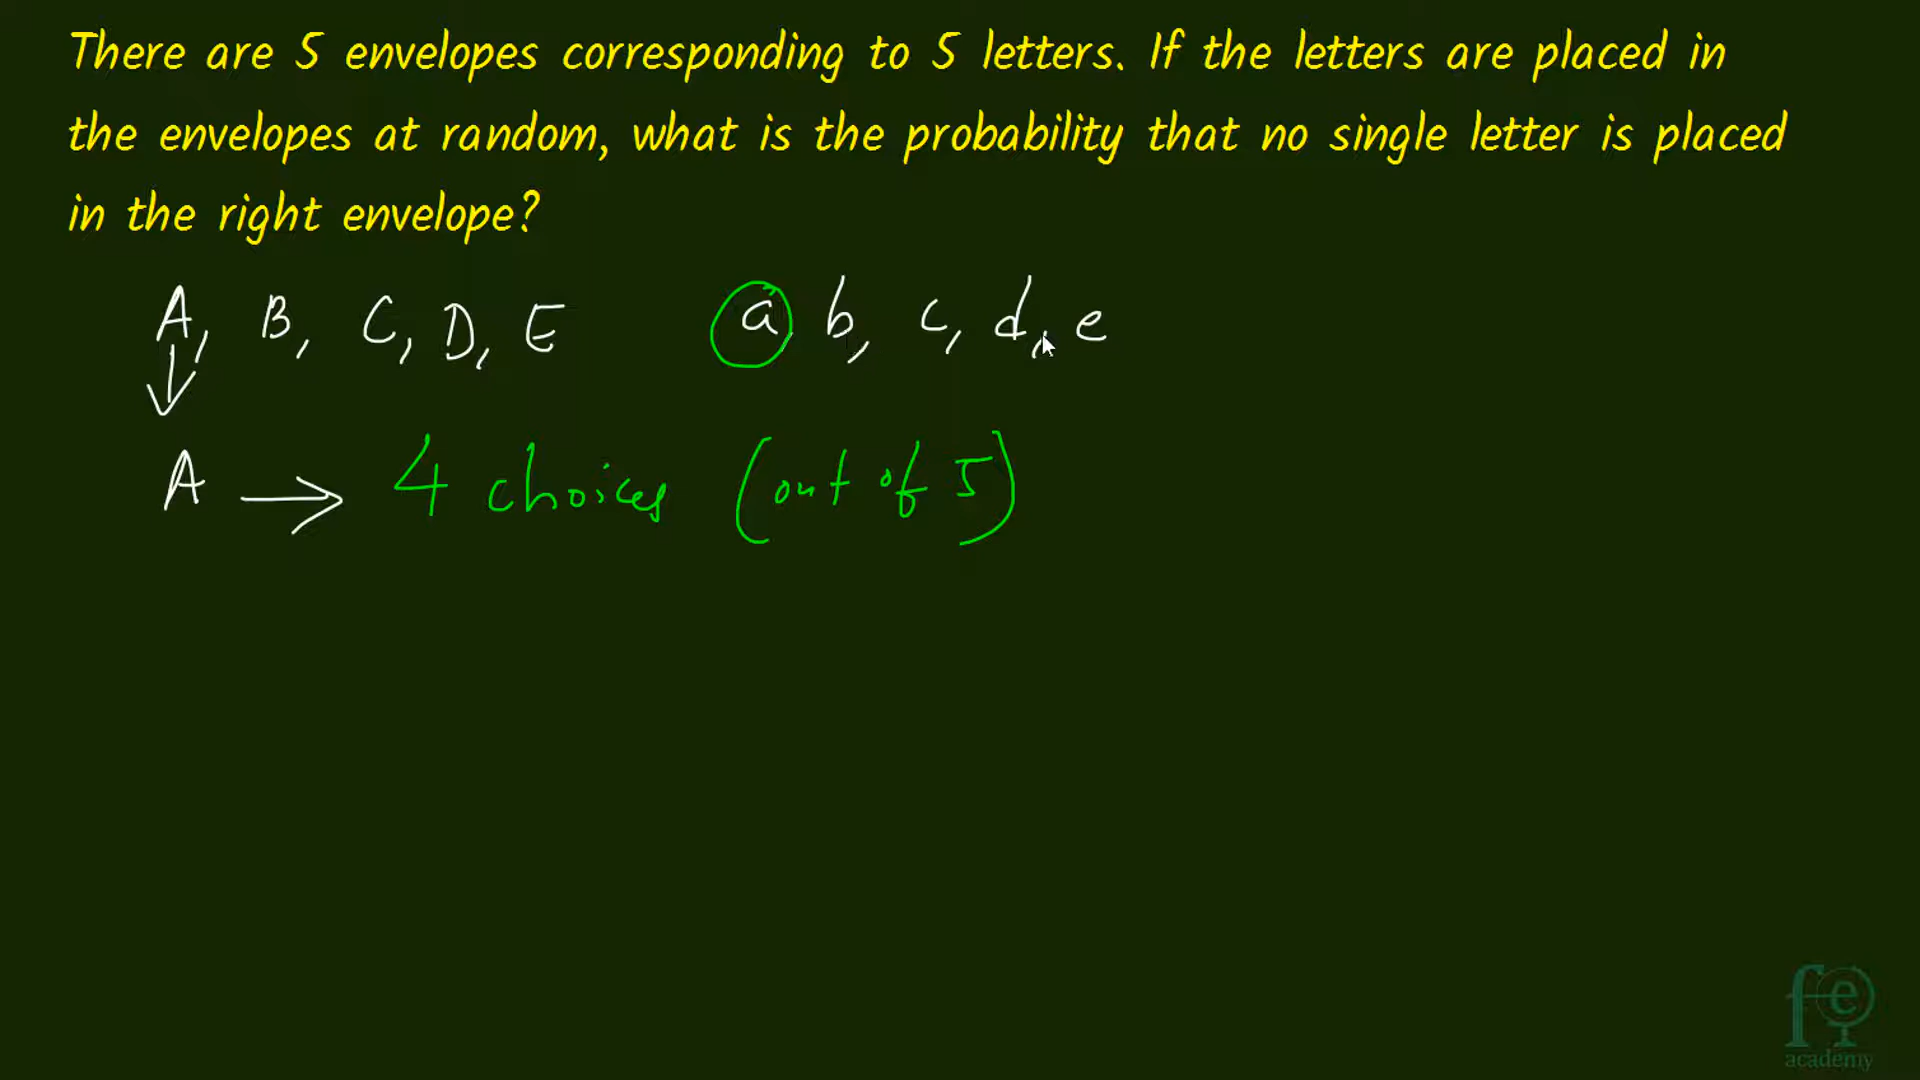 There are 5 envelopes corresponding to 5 letters. If the letters are placed in
the envelopes at random, what is the probability that no single letter is placed
in the right envelope?
A, B, C, D, E a b, c, d, e
A → 4 choices (out of 5)
fe
academy